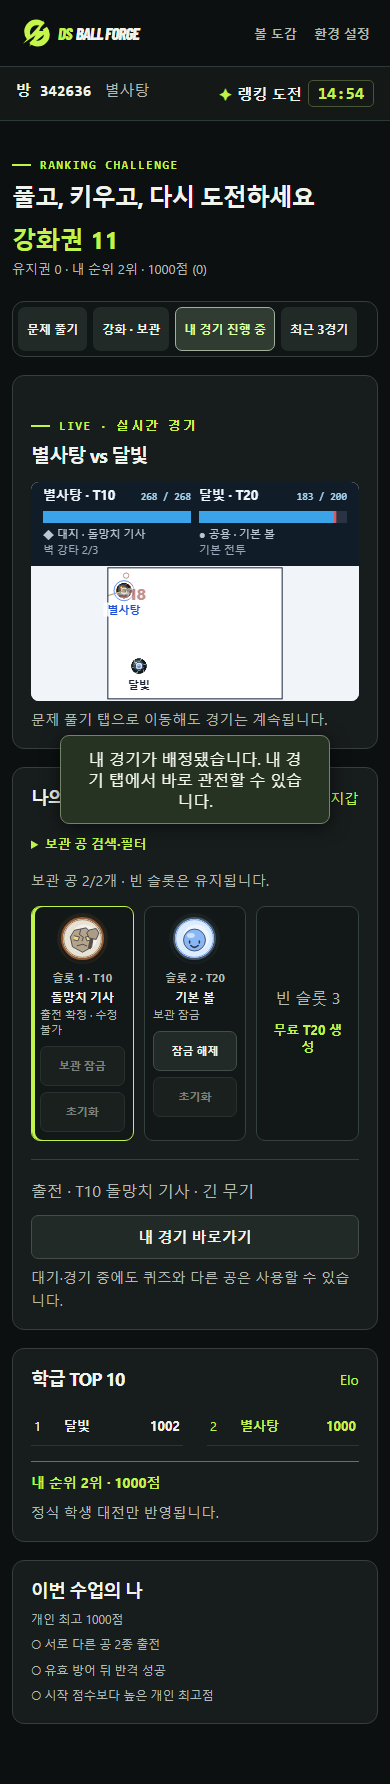 DS BALL FORGE
볼 도감 환경 설정
방 342636 별사탕
✦ 랭킹 도전 14:54
RANKING CHALLENGE
풀고, 키우고, 다시 도전하세요
강화권 11
유지권 0 · 내 순위 2위 · 1000점 (0)
문제 풀기 강화 · 보관 내 경기 진행 중 최근 3경기
LIVE · 실시간 경기
별사탕 vs 달빛
별사탕 · T10 268 / 268 달빛 · T20 183 / 200
◆ 대지 · 돌망치 기사 ● 공용 · 기본 볼
벽 강타 2/3 기본 전투
별사탕
달빛
문제 풀기 탭으로 이동해도 경기는 계속됩니다.
내 경기가 배정됐습니다. 내 경
기 탭에서 바로 관전할 수 있습
니다.
지갑
▶ 보관 공 검색·필터
보관 공 2/2개 · 빈 슬롯은 유지됩니다.
슬롯 1 · T10
돌망치 기사
출전 확정 · 수정
불가
보관 잠금
초기화
슬롯 2 · T20
기본 볼
보관 잠금
잠금 해제
초기화
빈 슬롯 3
무료 T20 생
성
출전 · T10 돌망치 기사 · 긴 무기
내 경기 바로가기
대기·경기 중에도 퀴즈와 다른 공은 사용할 수 있습
니다.
학급 TOP 10 Elo
1 달빛 1002 2 별사탕 1000
내 순위 2위 · 1000점
정식 학생 대전만 반영됩니다.
이번 수업의 나
개인 최고 1000점
○ 서로 다른 공 2종 출전
○ 유효 방어 뒤 반격 성공
○ 시작 점수보다 높은 개인 최고점